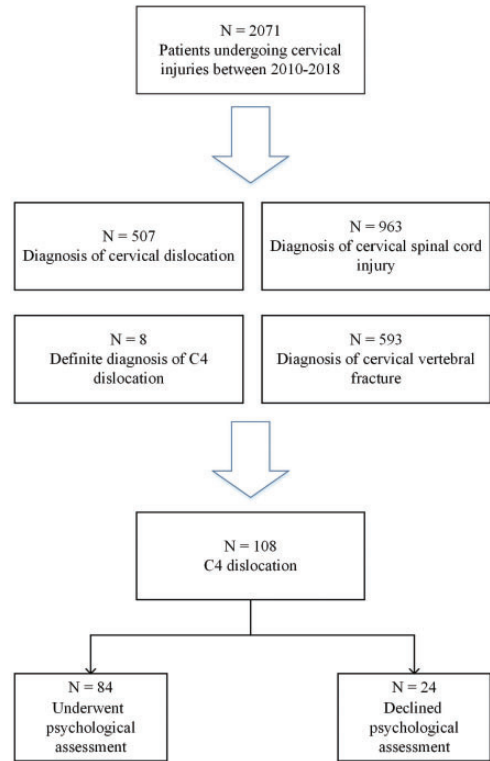 N = 2071
Patients undergoing cervical
injuries between 2010-2018
N = 507
Diagnosis of cervical dislocation
N = 963
Diagnosis of cervical spinal cord
injury
N = 8
Definite diagnosis of C4
dislocation
N = 593
Diagnosis of cervical vertebral
fracture
N = 108
C4 dislocation
N = 84
Underwent
psychological
assessment
N = 24
Declined
psychological
assessment